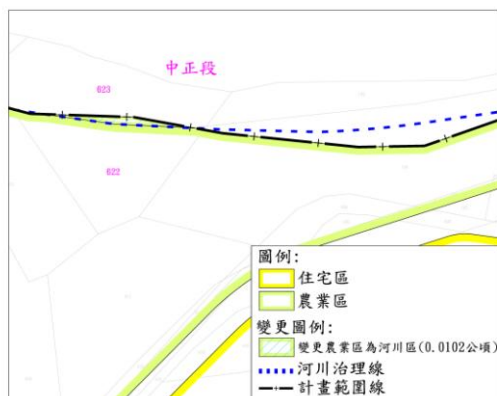 中正段
623
622
圖例:
住宅區
農業區
變更圖例:
變更農業區為河川區(0.0102公頃)
河川治理線
計畫範圍線